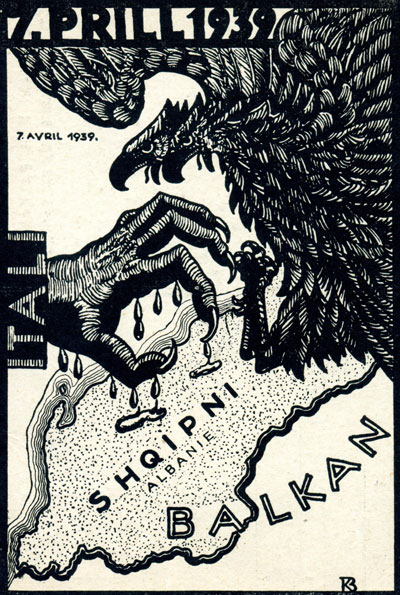 7. PRILL 1939.
7. AVRIL 1939.
ITALI
SHQIPNI
ALBANIE
BALKAN